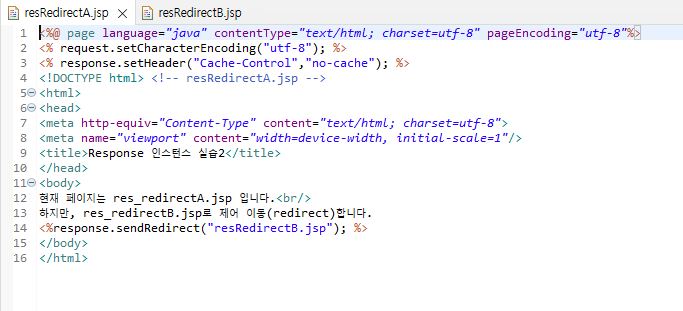 resRedirectA.jsp
resRedirectB.jsp
1 <%@ page language="java" contentType="text/html; charset=utf-8" pageEncoding="utf-8"%>
2 <% request.setCharacterEncoding("utf-8"); %>
3 <% response.setHeader("Cache-Control","no-cache"); %>
4 <!DOCTYPE html> <!-- resRedirectA.jsp -->
5 <html>
6 <head>
7 <meta http-equiv="Content-Type" content="text/html; charset=utf-8">
8 <meta name="viewport" content="width=device-width, initial-scale=1"/>
9 <title>Response 인스턴스 실습2</title>
10 </head>
11 <body>
12 현재 페이지는 res_redirectA.jsp 입니다.<br/>
13 하지만, res_redirectB.jsp로 제어 이동(redirect)합니다.
14 <%response.sendRedirect("resRedirectB.jsp"); %>
15 </body>
16 </html>